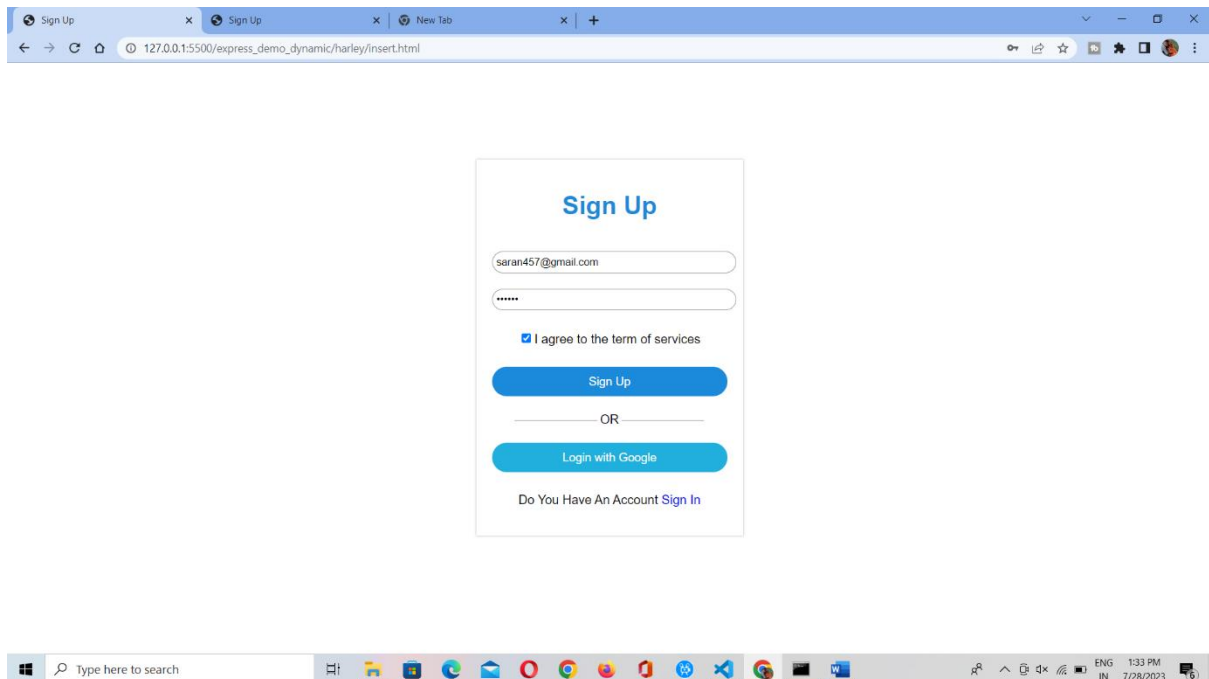 Sign Up
Sign Up
New Tab
127.0.0.1:5500/express_demo_dynamic/harley/insert.html
Sign Up
saran457@gmail.com
••••••
I agree to the term of services
Sign Up
OR
Login with Google
Do You Have An Account Sign In
Type here to search
ENG
IN
1:33 PM
7/28/2023
6